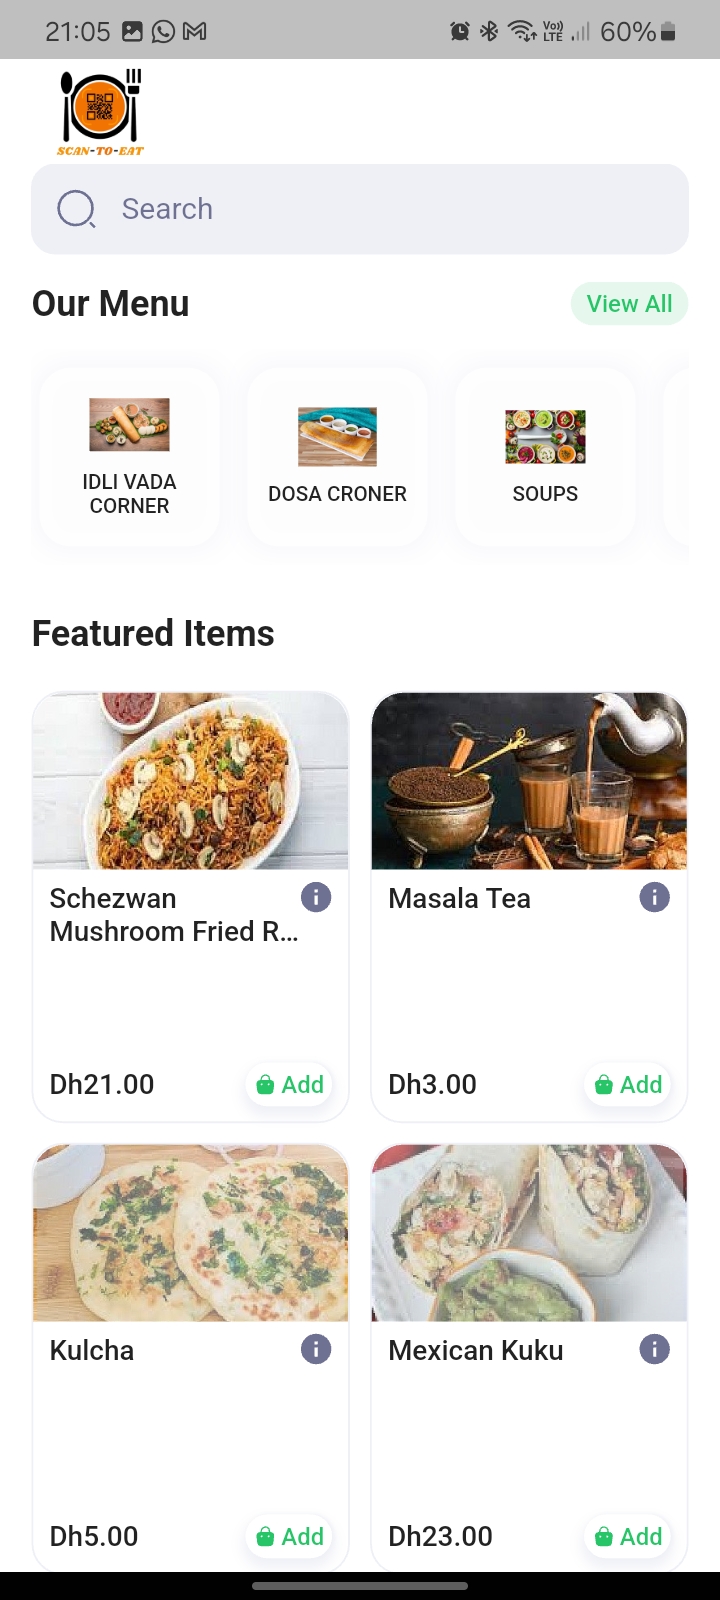 21:05
Vo))
LTE
60%
SCAN-TO-EAT
Search
Our Menu
View All
IDLI VADA
CORNER
DOSA CRONER
SOUPS
Featured Items
Schezwan
Mushroom Fried R...
Masala Tea
Dh21.00
Add
Dh3.00
Add
Kulcha
Mexican Kuku
Dh5.00
Add
Dh23.00
Add